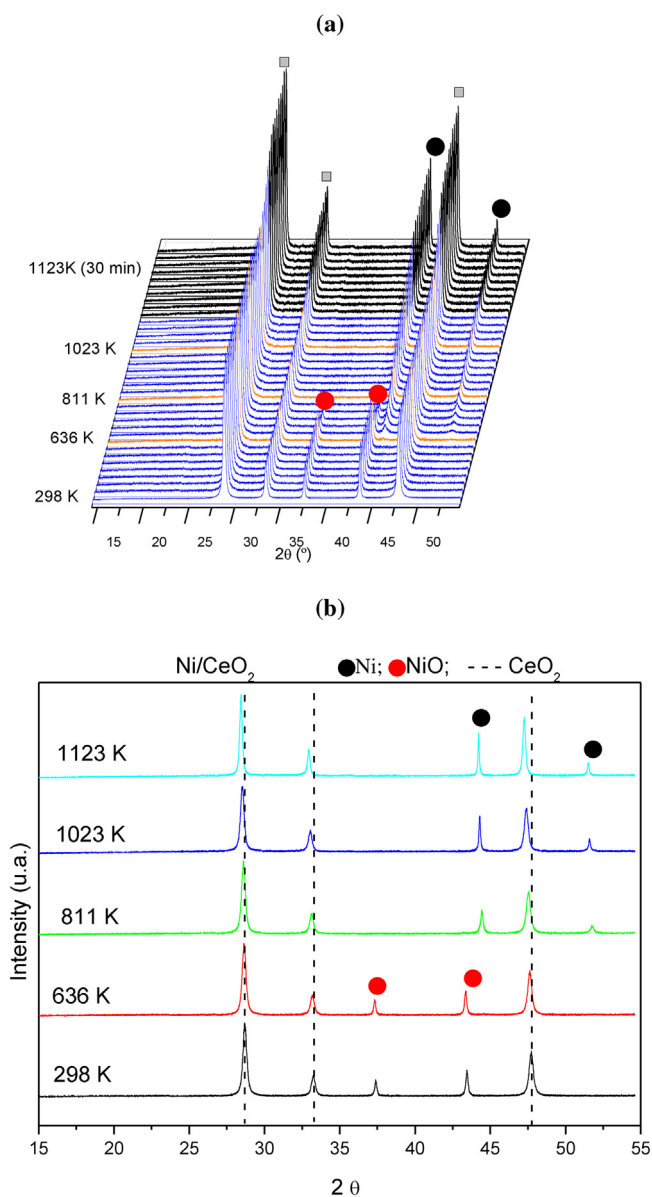 (a)
1123K (30 min)
1023 K
811 K
636 K
298 K
15 20 25 30 35 40 45 50
2θ (º)
(b)
Ni/CeO2 Ni; NiO; CeO2
1123 K
1023 K
811 K
636 K
298 K
Intensity (u.a.)
15 20 25 30 35 40 45 50 55
2 θ